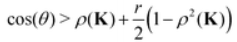 cos(θ) > ρ(K) + r/2 (1 − ρ²(K))